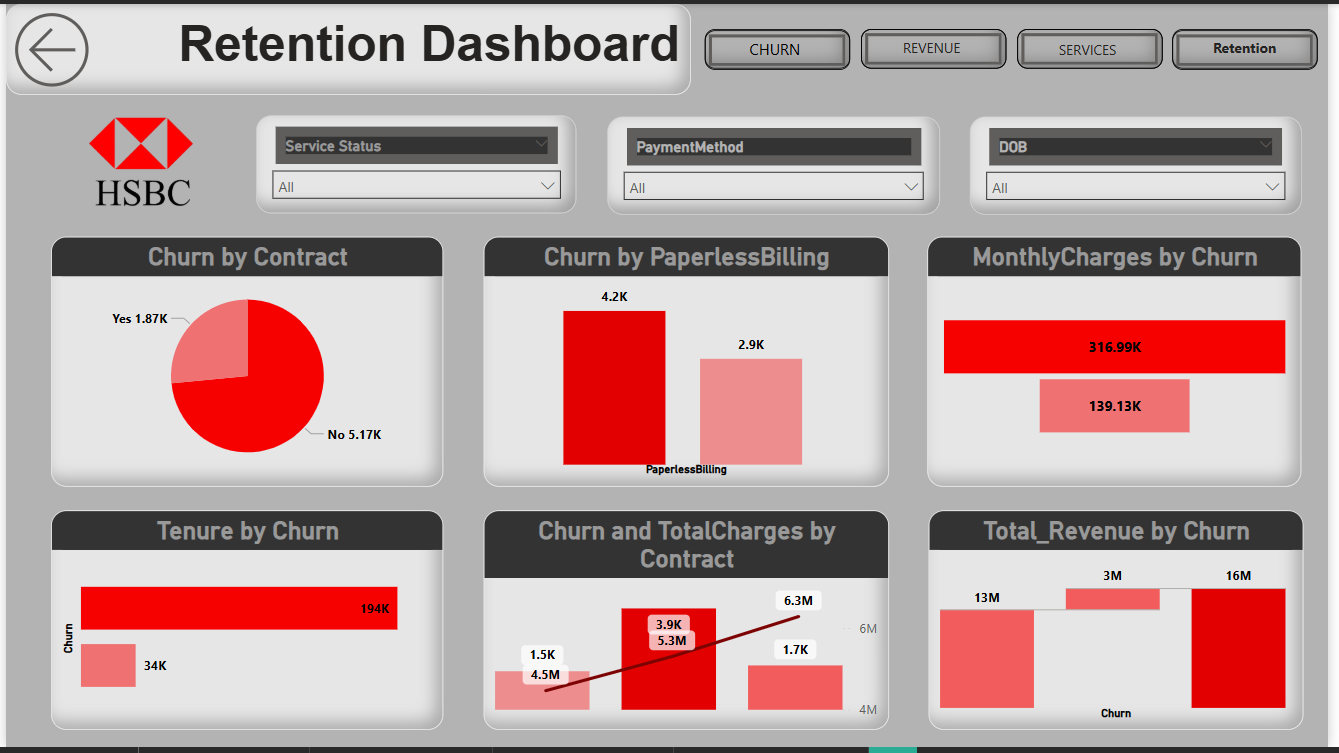 Retention Dashboard
CHURN
REVENUE
SERVICES
Retention
HSBC
Service Status
All
PaymentMethod
All
DOB
All
Churn by Contract
Yes 1.87K
No 5.17K
Churn by PaperlessBilling
4.2K
2.9K
PaperlessBilling
MonthlyCharges by Churn
316.99K
139.13K
Tenure by Churn
Churn
194K
34K
Churn and TotalCharges by
Contract
1.5K
4.5M
3.9K
5.3M
6.3M
1.7K
6M
4M
Total_Revenue by Churn
13M
3M
16M
Churn